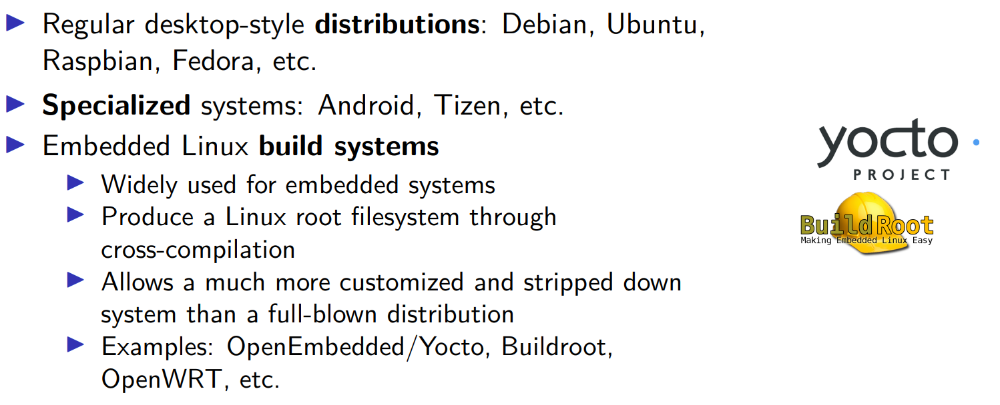 Regular desktop-style distributions: Debian, Ubuntu,
Raspbian, Fedora, etc.
Specialized systems: Android, Tizen, etc.
Embedded Linux build systems
Widely used for embedded systems
Produce a Linux root filesystem through
cross-compilation
Allows a much more customized and stripped down
system than a full-blown distribution
Examples: OpenEmbedded/Yocto, Buildroot,
OpenWRT, etc.
yocto
PROJECT
BuildRoot
Making Embedded Linux Easy